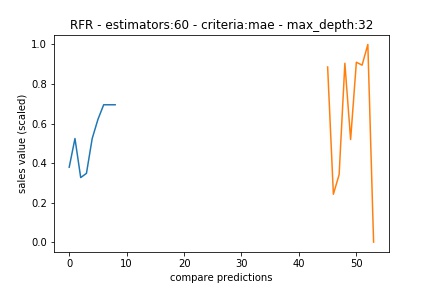 RFR - estimators:60 - criteria:mae - max_depth:32
sales value (scaled)
1.0
0.8
0.6
0.4
0.2
0.0
0 10 20 30 40 50
compare predictions